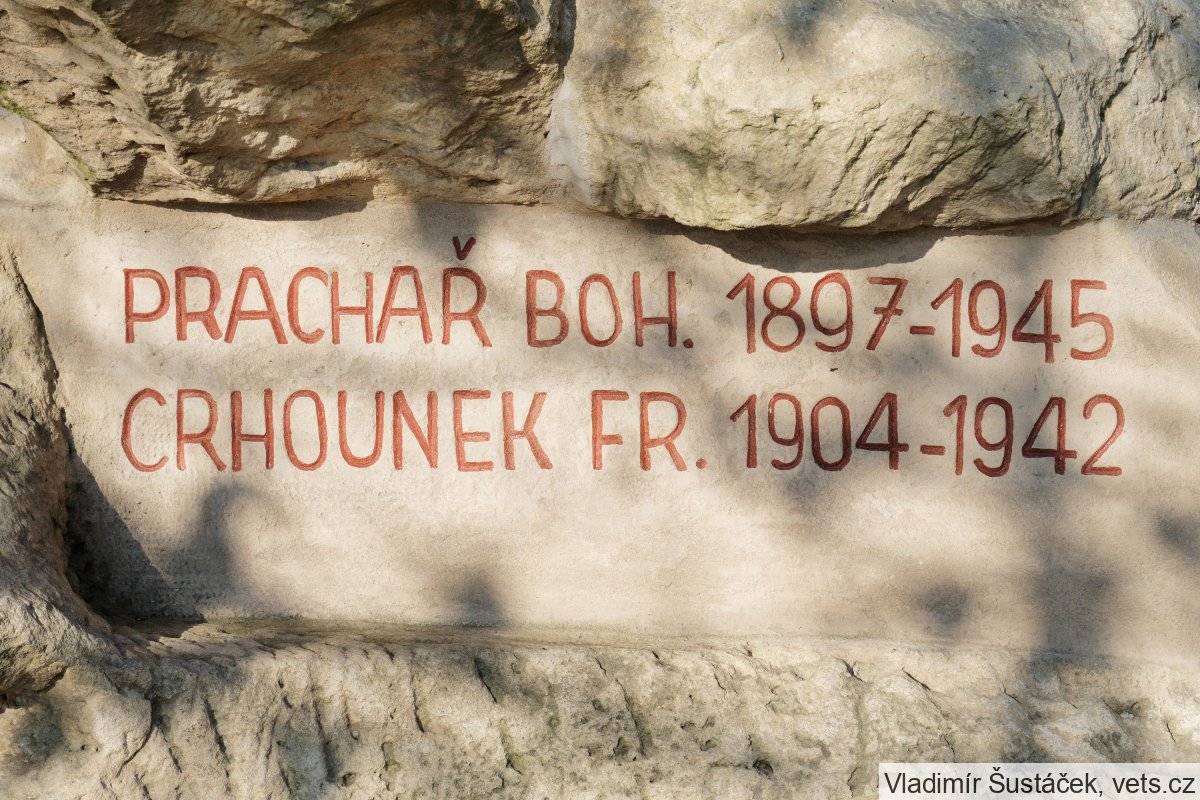 PRACHAŘ BOH. 1897-1945
CRHOUNEK FR. 1904-1942
Vladimír Šustáček, vets.cz